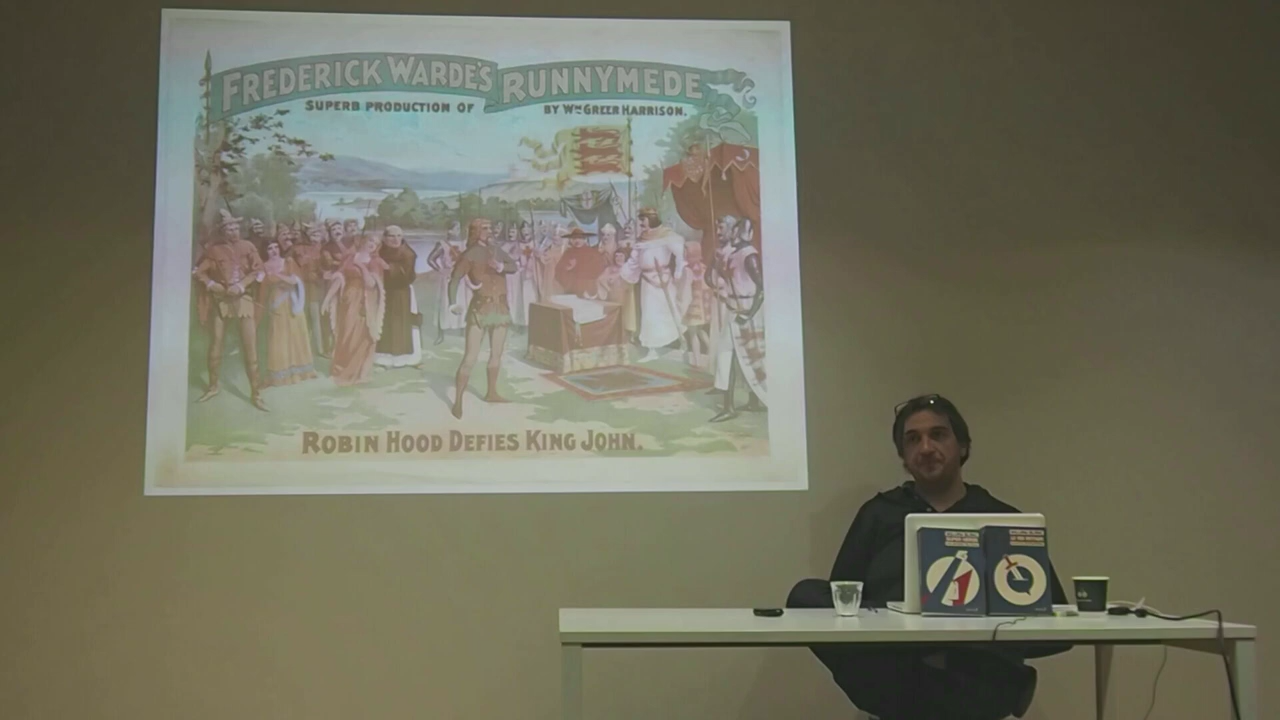 FREDERICK WARDE'S RUNNYMEDE
SUPERB PRODUCTION OF BY WM GREER HARRISON.
ROBIN HOOD DEFIES KING JOHN.